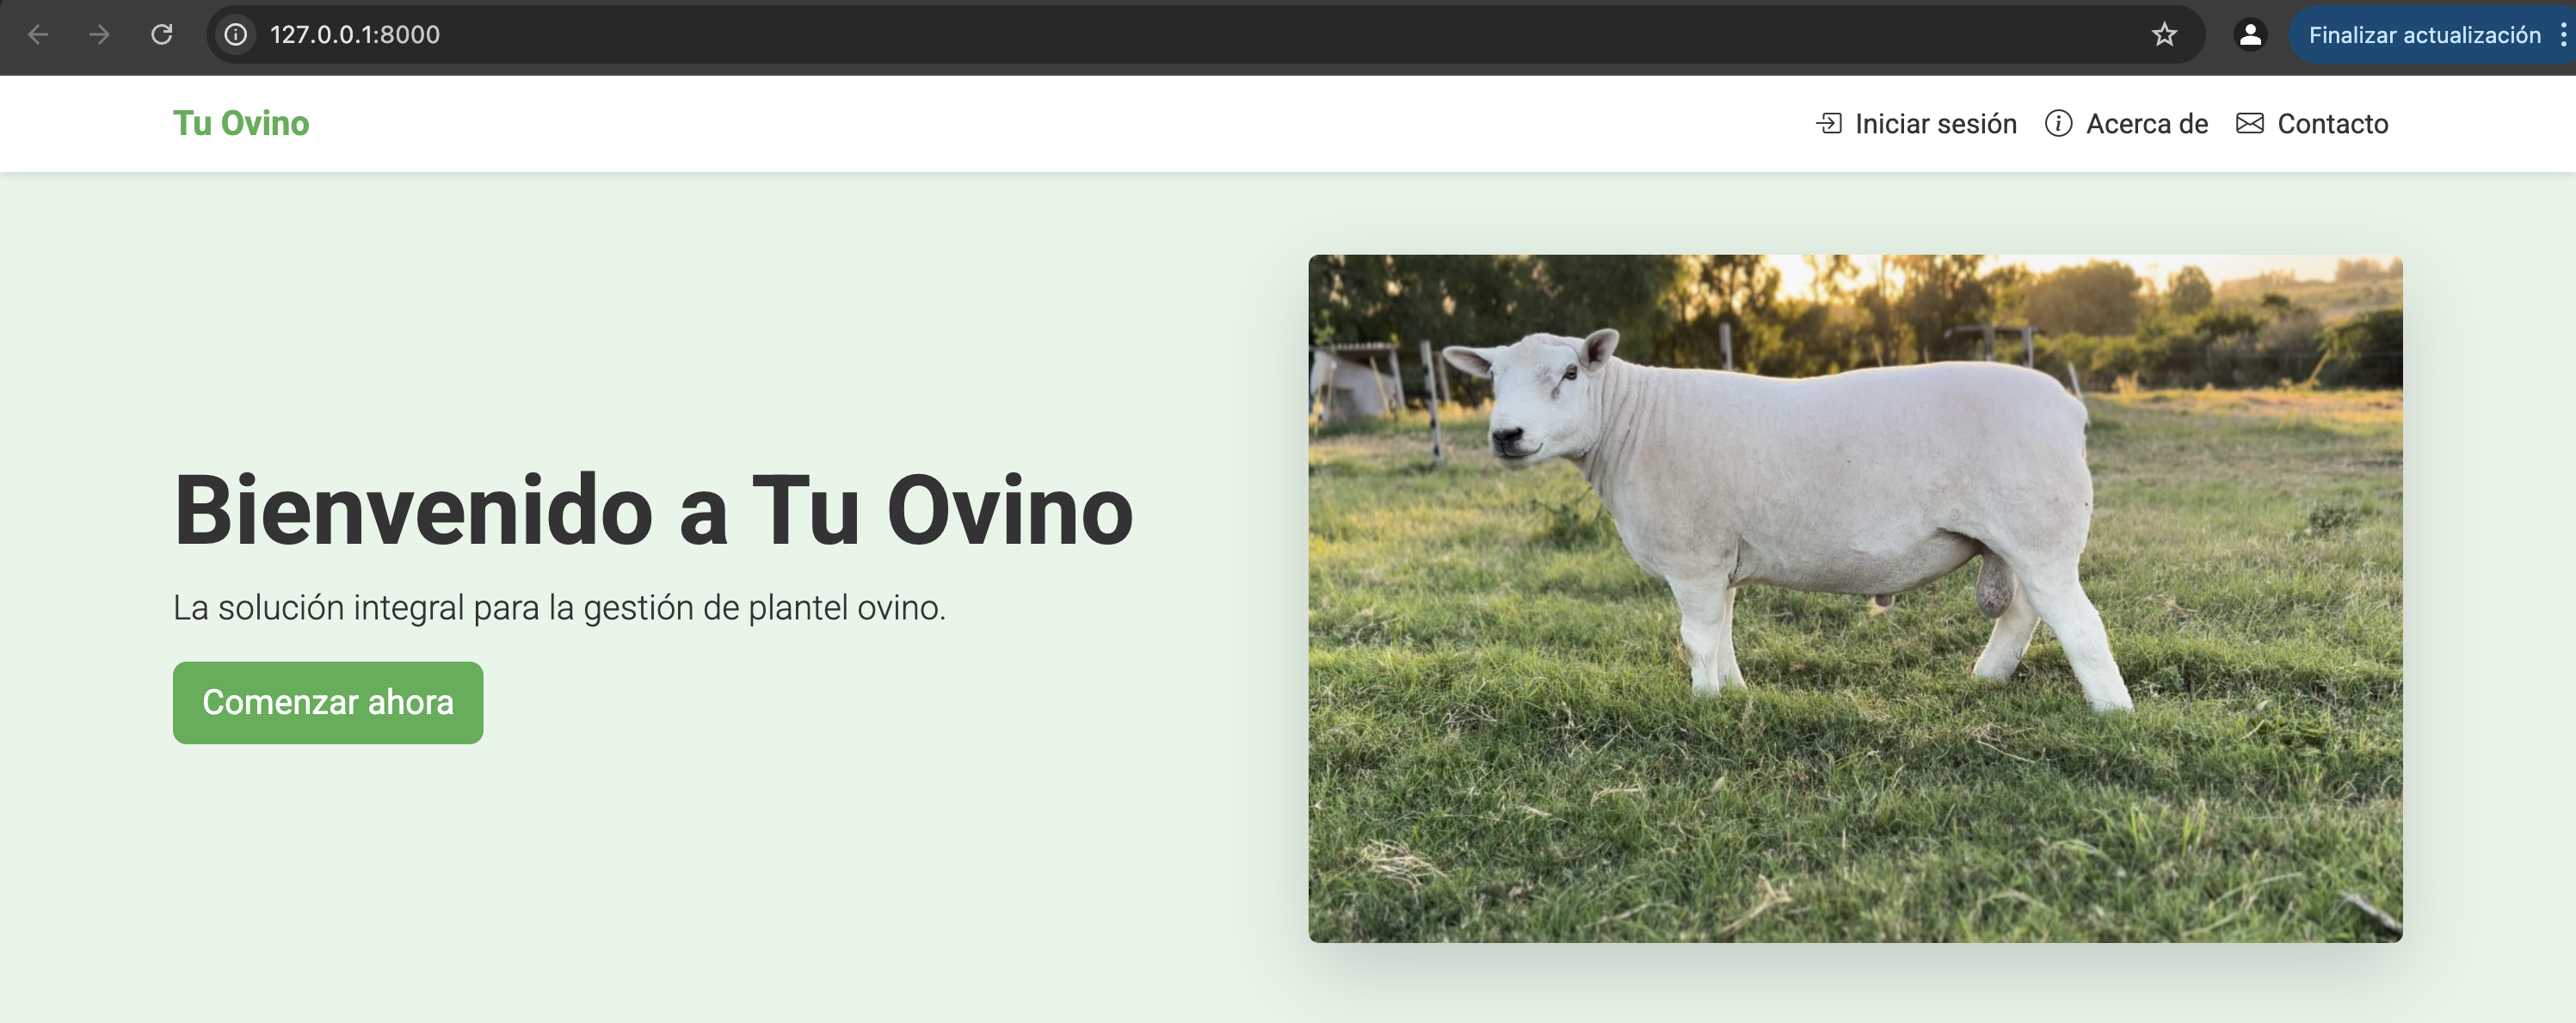 127.0.0.1:8000
Finalizar actualización
Tu Ovino
Iniciar sesión
Acerca de
Contacto
Bienvenido a Tu Ovino
La solución integral para la gestión de plantel ovino.
Comenzar ahora